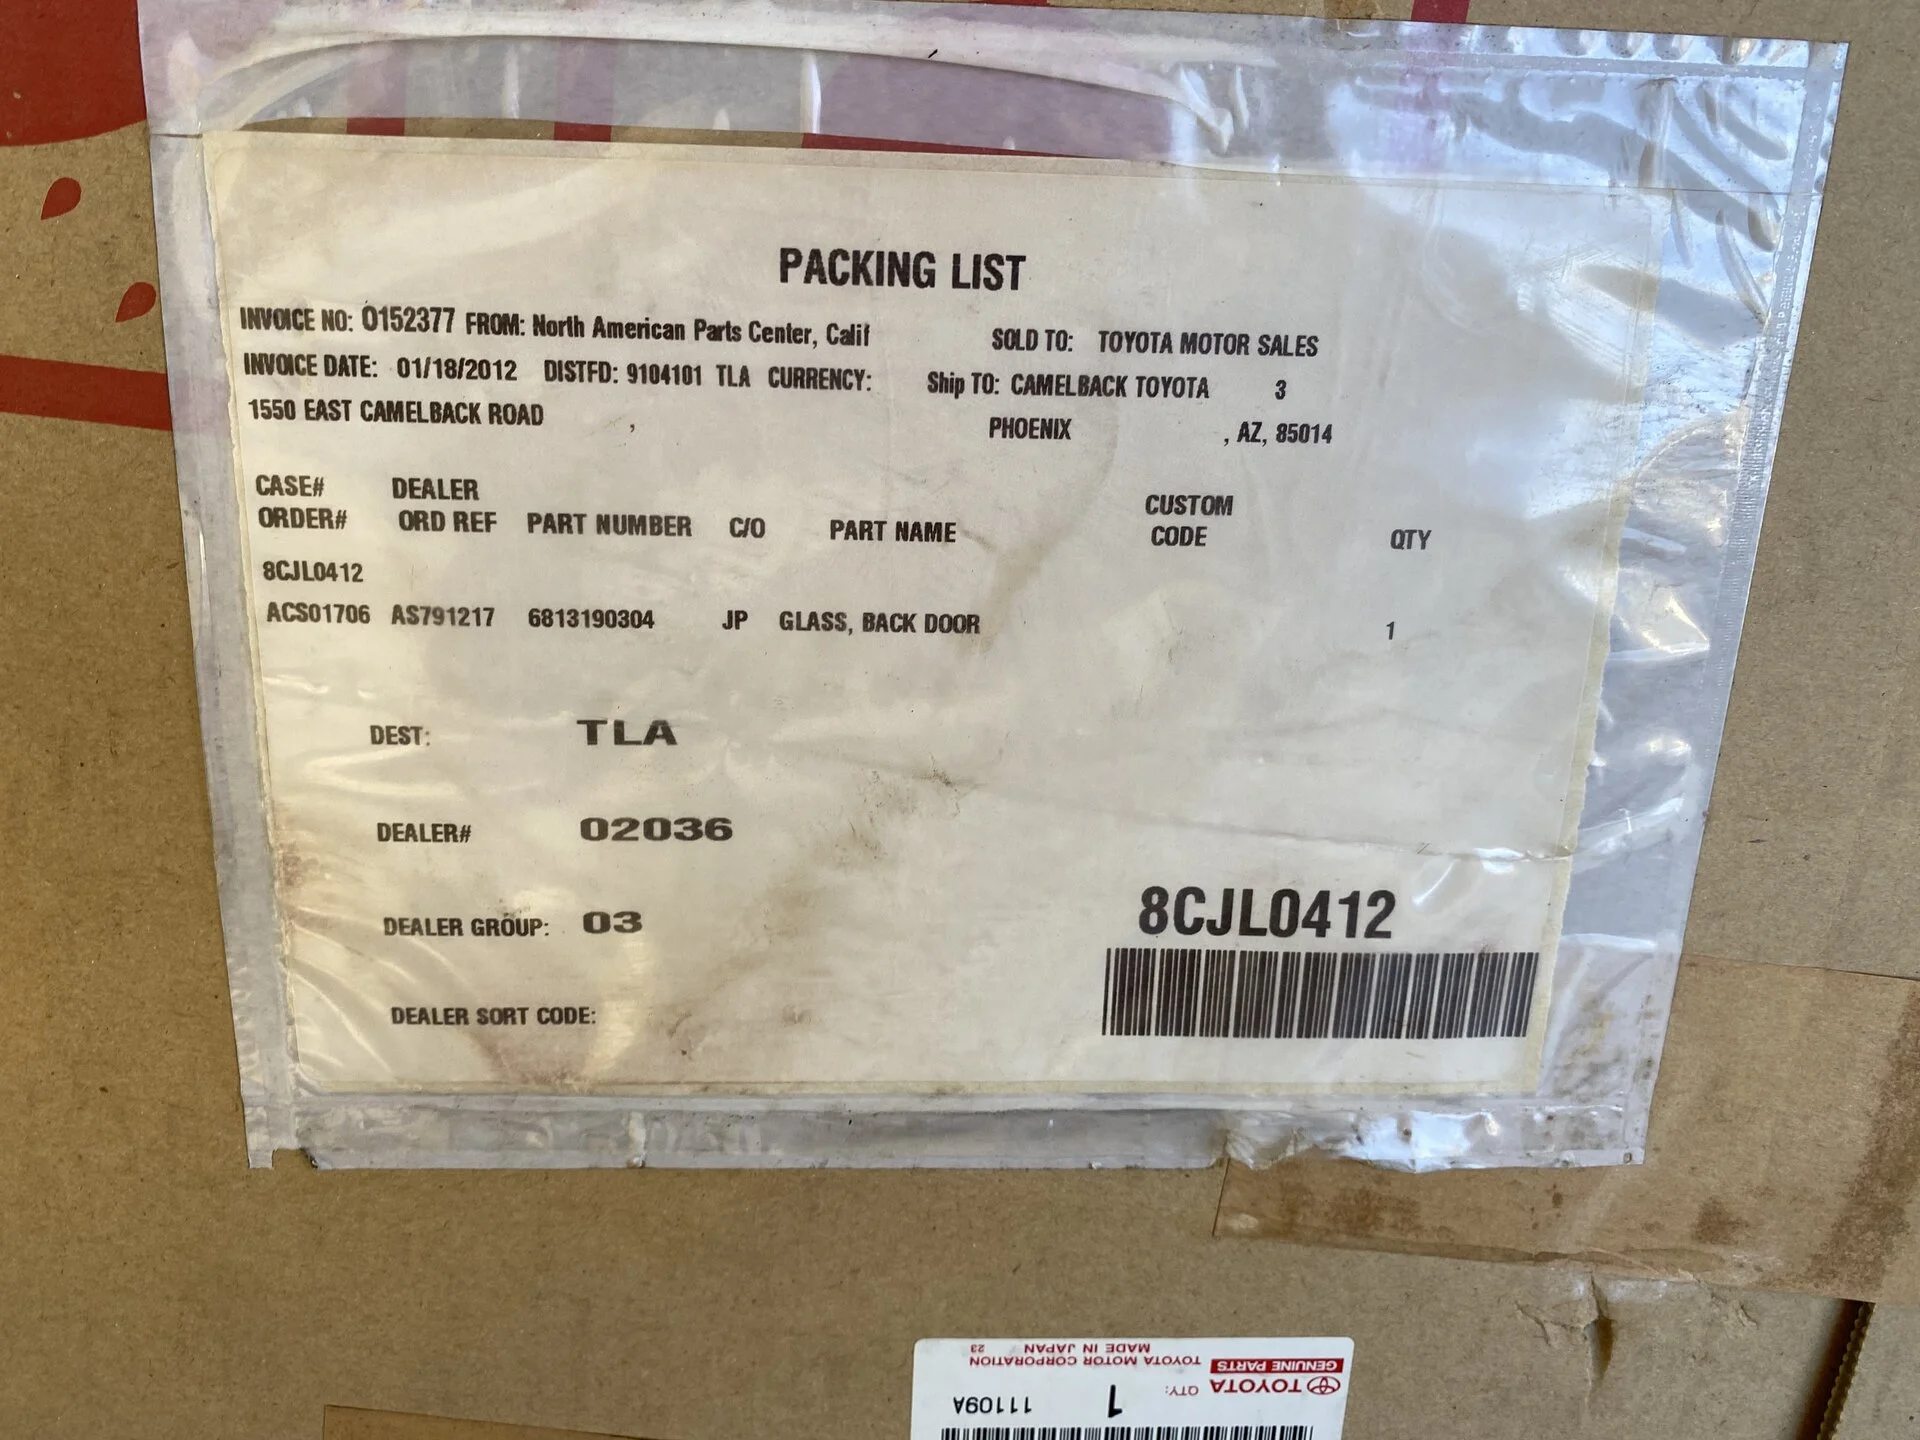 PACKING LIST
INVOICE NO: 0152377 FROM: North American Parts Center, Calif SOLD TO: TOYOTA MOTOR SALES
INVOICE DATE: 01/18/2012 DISTFD: 9104101 TLA CURRENCY: Ship TO: CAMELBACK TOYOTA 3
1550 EAST CAMELBACK ROAD , PHOENIX , AZ, 85014
CASE# DEALER CUSTOM
ORDER# ORD REF PART NUMBER C/O PART NAME CODE QTY
8CJL0412
ACS01706 AS791217 6813190304 JP GLASS, BACK DOOR 1
DEST: TLA
DEALER# 02036
DEALER GROUP: 03
8CJL0412
DEALER SORT CODE:
TOYOTA QTY: 1 11109A
GENUINE PARTS TOYOTA MOTOR CORPORATION
MADE IN JAPAN 23